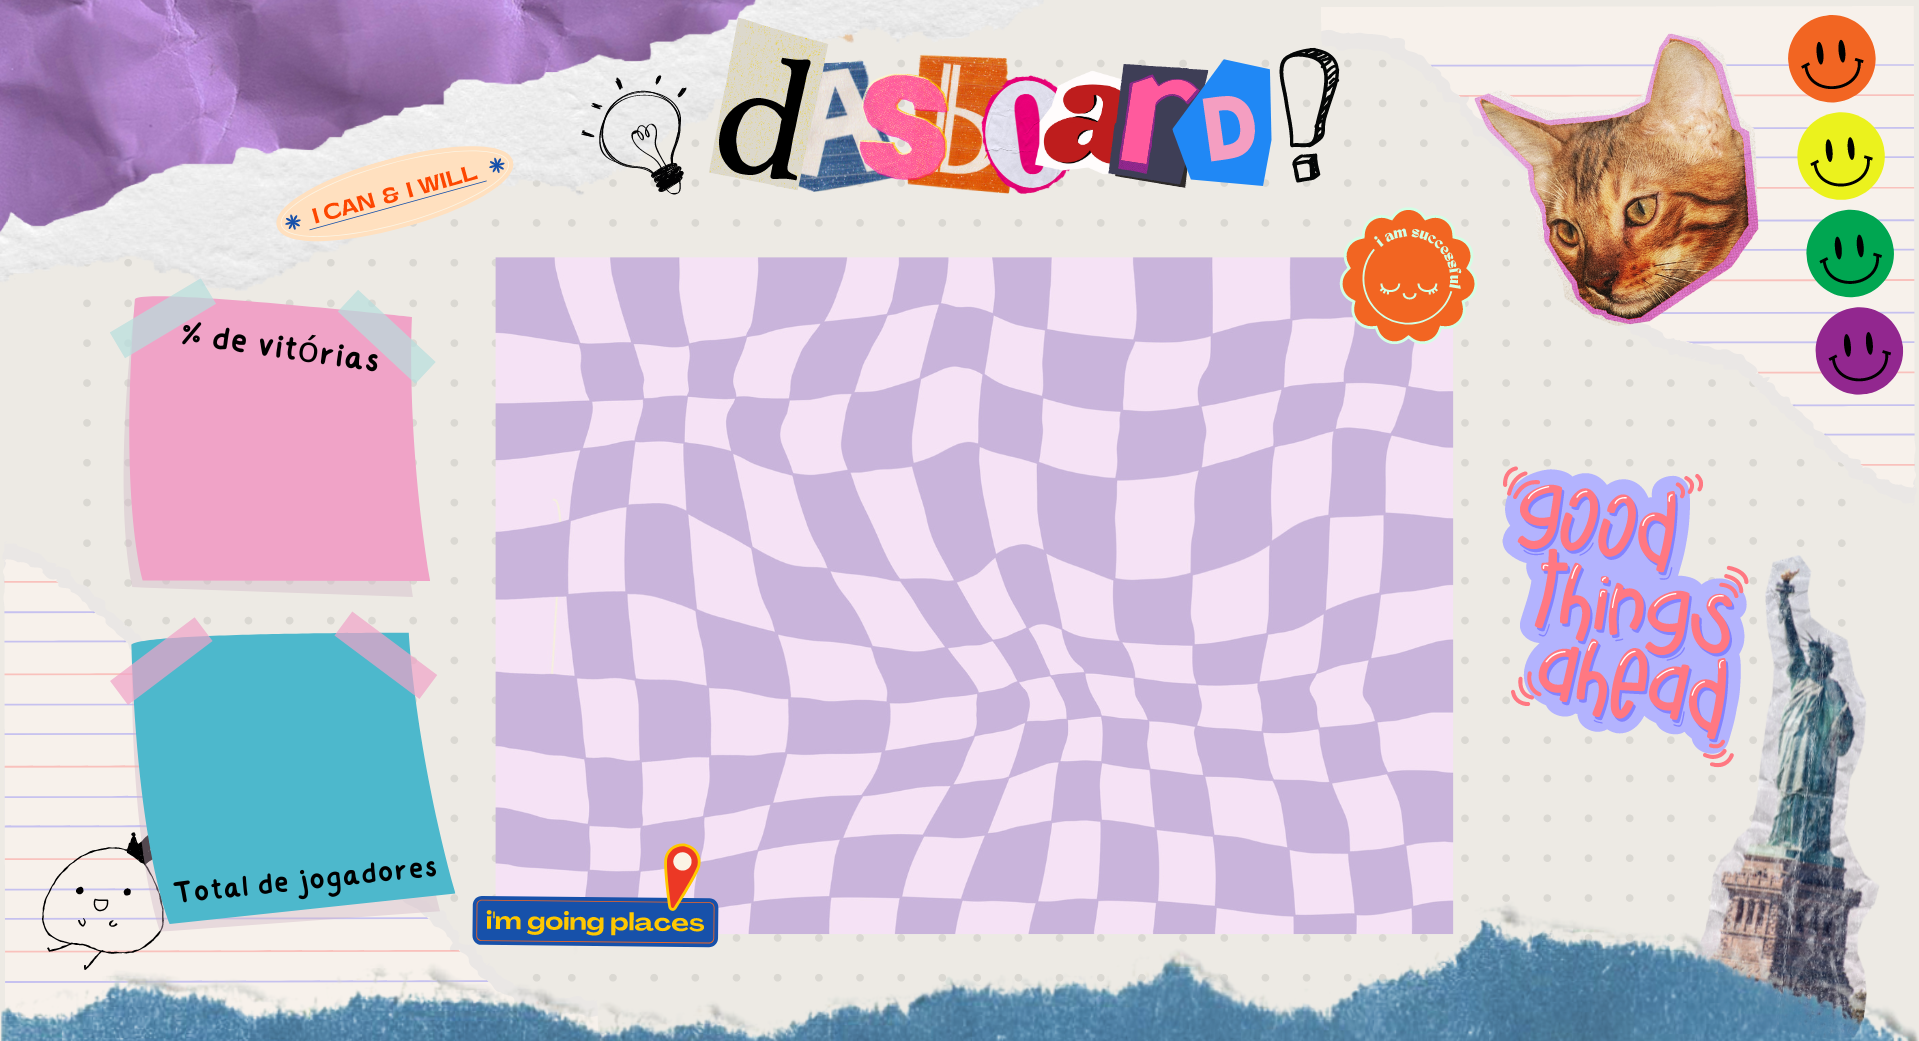 dASbOarD!
I CAN & I WILL
i am successful
% de vitÓrias
good
things
ahead
Total de jogadores
i'm going places